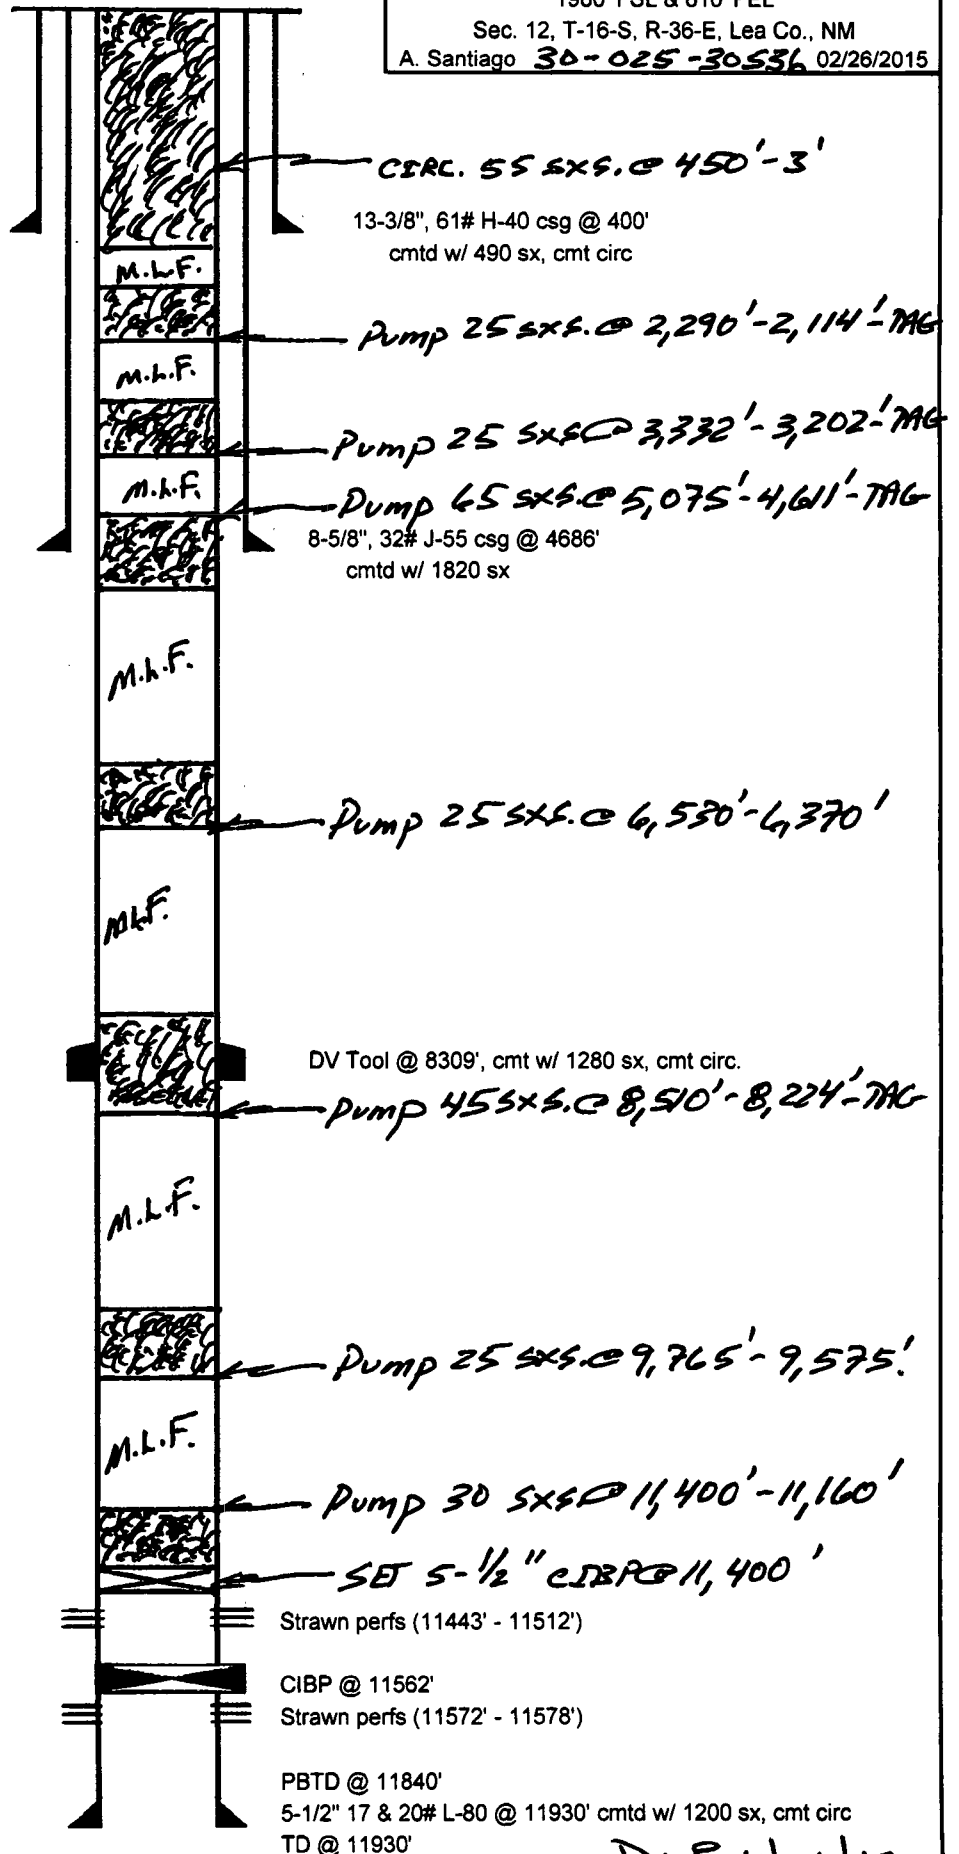 Sec. 12, T-16-S, R-36-E, Lea Co., NM
A. Santiago 30-025-30536 02/26/2015
CIRC. 55 SXS. @ 450'-3'
13-3/8", 61# H-40 csg @ 400'
cmtd w/ 490 sx, cmt circ
M.L.F.
Pump 25 SXS. @ 2,290'-2,114'-TAG
M.L.F.
Pump 25 SXS @ 3,332'-3,202'-TAG
M.L.F.
Pump 65 SXS. @ 5,075'-4,611'-TAG
8-5/8", 32# J-55 csg @ 4686'
cmtd w/ 1820 sx
M.L.F.
Pump 25 SXS. @ 6,530'-6,370'
MLF.
DV Tool @ 8309', cmt w/ 1280 sx, cmt circ.
Pump 45 SXS. @ 8,510'-8,224'-TAG
M.L.F.
Pump 25 SXS. @ 9,765'-9,575'.
M.L.F.
Pump 30 SXS @ 11,400'-11,160'
SET 5-1/2" CIBP @ 11,400'
Strawn perfs (11443' - 11512')
CIBP @ 11562'
Strawn perfs (11572' - 11578')
PBTD @ 11840'
5-1/2" 17 & 20# L-80 @ 11930' cmtd w/ 1200 sx, cmt circ
TD @ 11930'